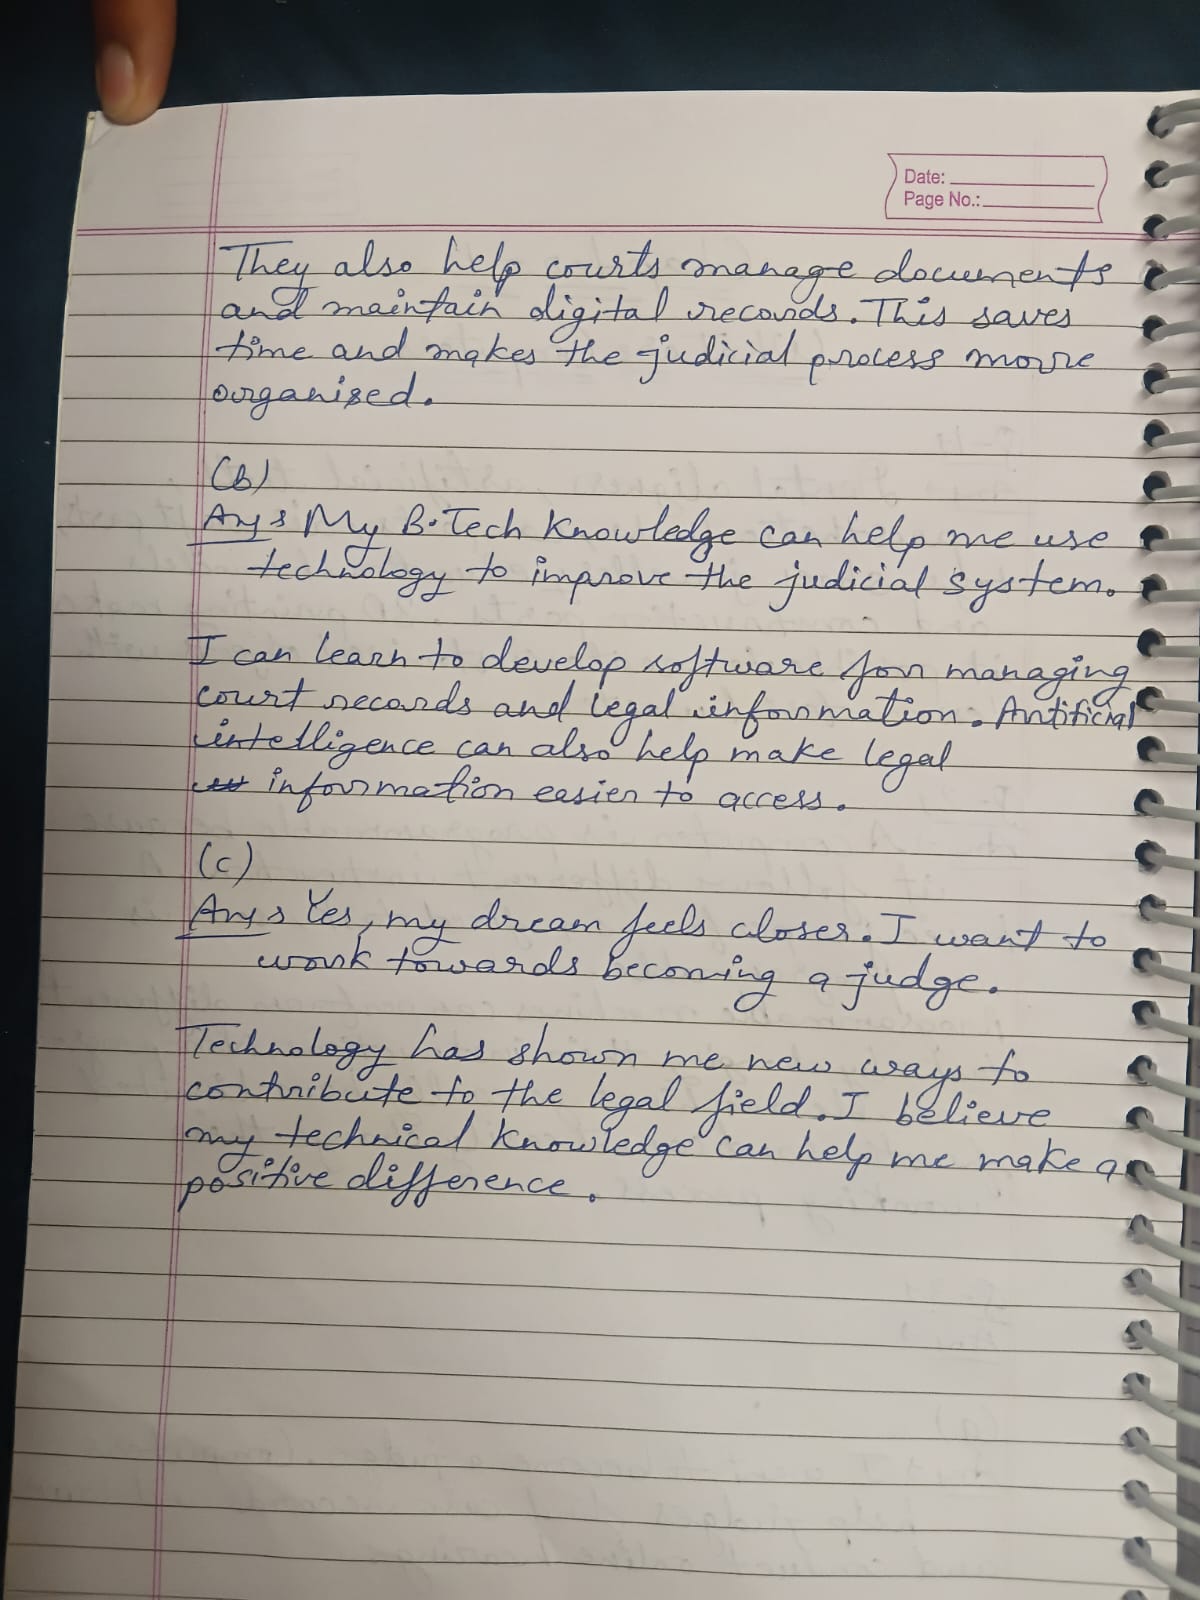 Date:
Page No.:
They also help courts manage documents
and maintain digital records. This saves
time and makes the judicial process more
organised.
(b)
Ans My B.Tech Knowledge can help me use
technology to improve the judicial system.
I can learn to develop software for managing
court records and legal information. Artificial
intelligence can also help make legal
information easier to access.
(c)
Ans Yes, my dream feels closer. I want to
work towards becoming a judge.
Technology has shown me new ways to
contribute to the legal field. I believe
my technical knowledge can help me make a
positive difference.